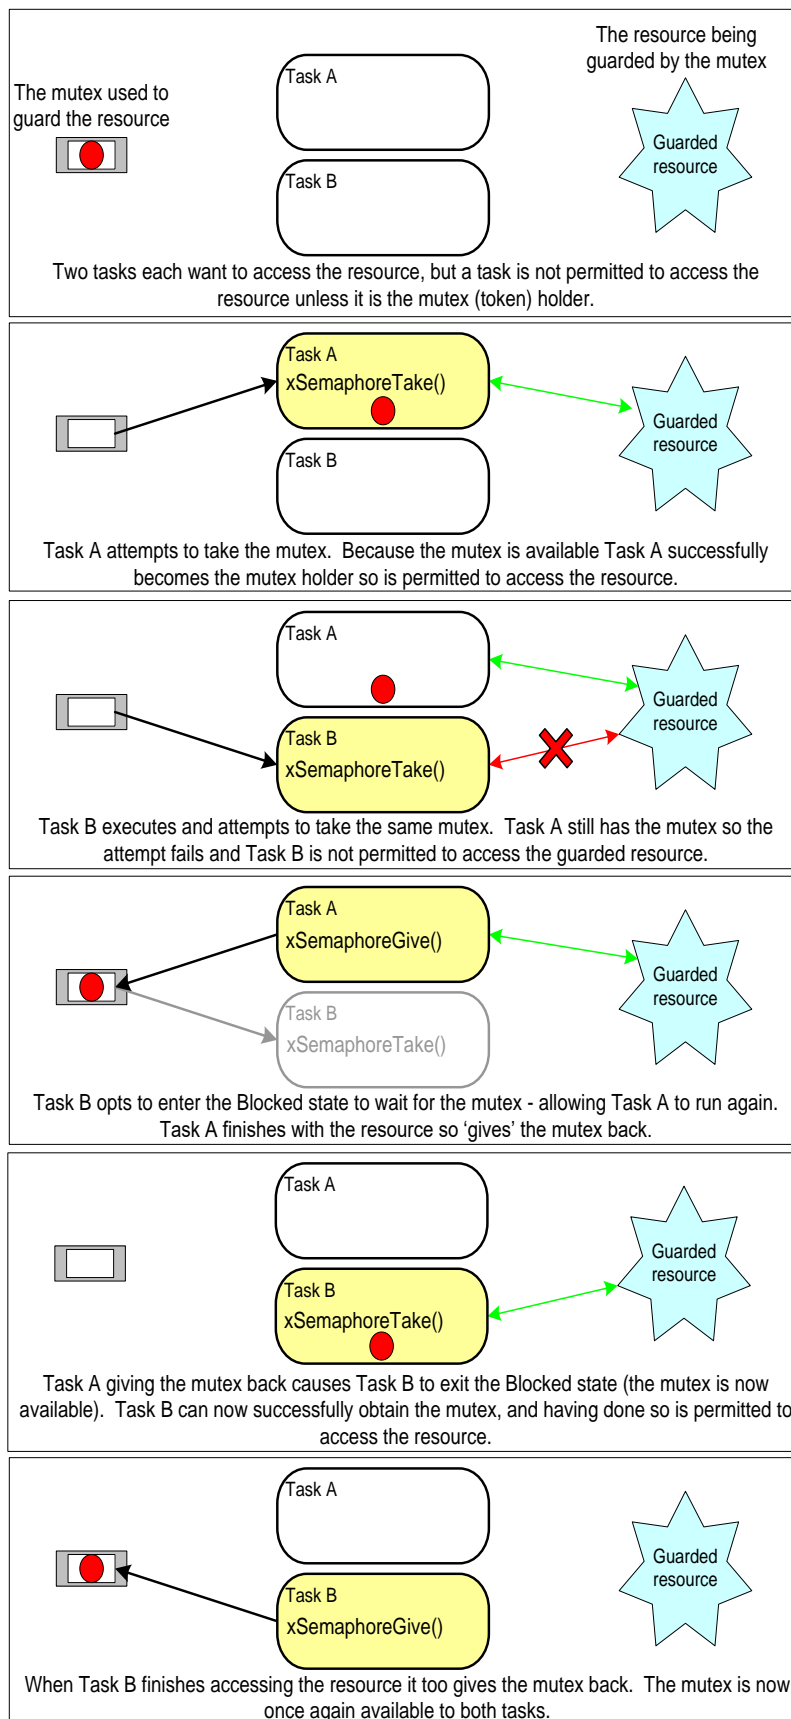 The resource being
guarded by the mutex
Task A
The mutex used to
guard the resource
Guarded
resource
Task B
Two tasks each want to access the resource, but a task is not permitted to access the
resource unless it is the mutex (token) holder.
Task A
xSemaphoreTake()
Guarded
resource
Task B
Task A attempts to take the mutex.  Because the mutex is available Task A successfully
becomes the mutex holder so is permitted to access the resource.
Task A
Guarded
resource
Task B
xSemaphoreTake()
Task B executes and attempts to take the same mutex.  Task A still has the mutex so the
attempt fails and Task B is not permitted to access the guarded resource.
Task A
xSemaphoreGive()
Guarded
resource
Task B
xSemaphoreTake()
Task B opts to enter the Blocked state to wait for the mutex - allowing Task A to run again.
Task A finishes with the resource so ‘gives’ the mutex back.
Task A
Guarded
resource
Task B
xSemaphoreTake()
Task A giving the mutex back causes Task B to exit the Blocked state (the mutex is now
available).  Task B can now successfully obtain the mutex, and having done so is permitted to
access the resource.
Task A
Guarded
resource
Task B
xSemaphoreGive()
When Task B finishes accessing the resource it too gives the mutex back.  The mutex is now
once again available to both tasks.